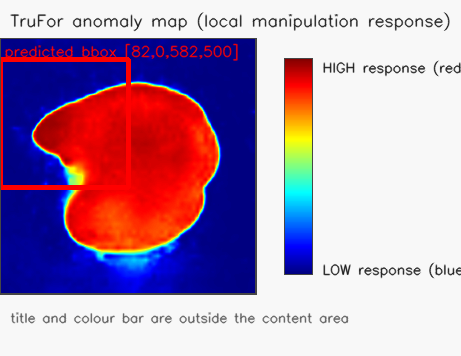 TruFor anomaly map (local manipulation response)
predicted bbox [82,0,582,500]
HIGH response (red
LOW response (blue
title and colour bar are outside the content area